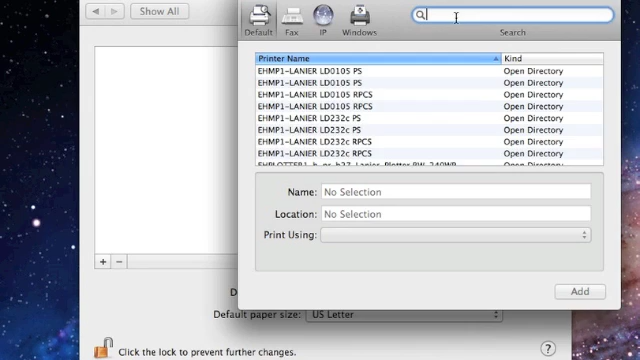 Show All
Default Fax IP Windows
Search
Printer Name Kind
EHMP1-LANIER LD0105 PS Open Directory
EHMP1-LANIER LD0105 PS Open Directory
EHMP1-LANIER LD0105 RPCS Open Directory
EHMP1-LANIER LD0105 RPCS Open Directory
EHMP1-LANIER LD232c PS Open Directory
EHMP1-LANIER LD232c PS Open Directory
EHMP1-LANIER LD232c RPCS Open Directory
EHMP1-LANIER LD232c RPCS Open Directory
Open Directory
Name: No Selection
Location: No Selection
Print Using:
Add
D
Default paper size: US Letter
Click the lock to prevent further changes.
?